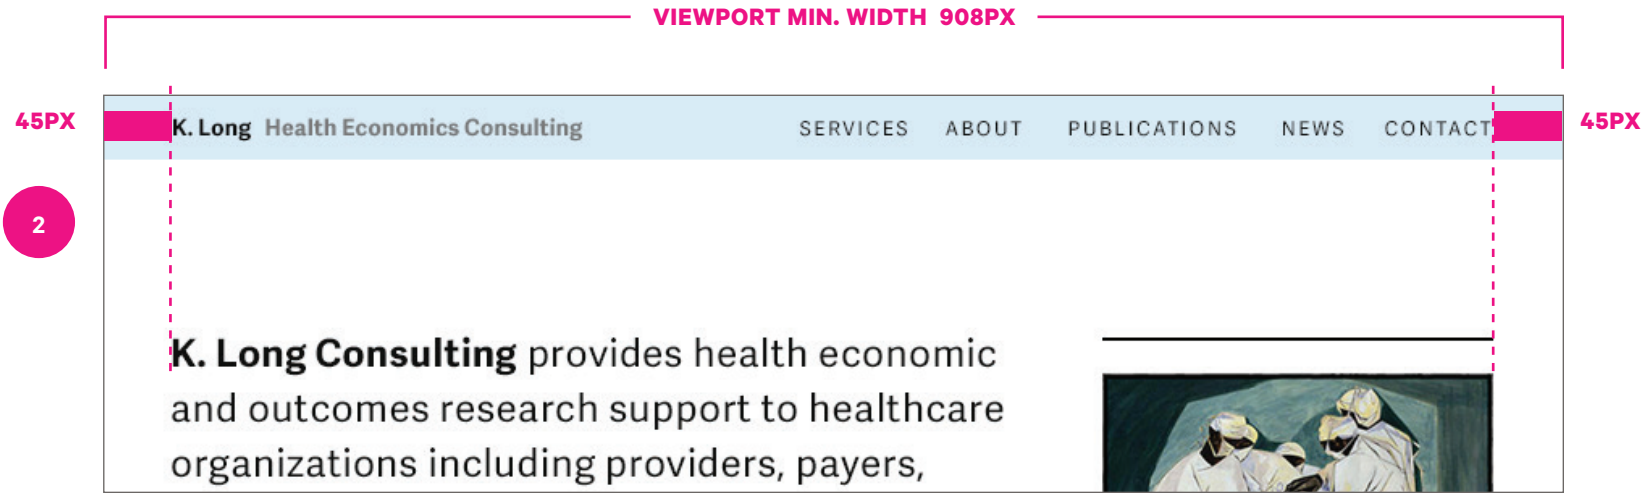 VIEWPORT MIN. WIDTH 908PX
45PX
K. Long Health Economics Consulting
SERVICES ABOUT PUBLICATIONS NEWS CONTACT
45PX
2
K. Long Consulting provides health economic
and outcomes research support to healthcare
organizations including providers, payers,